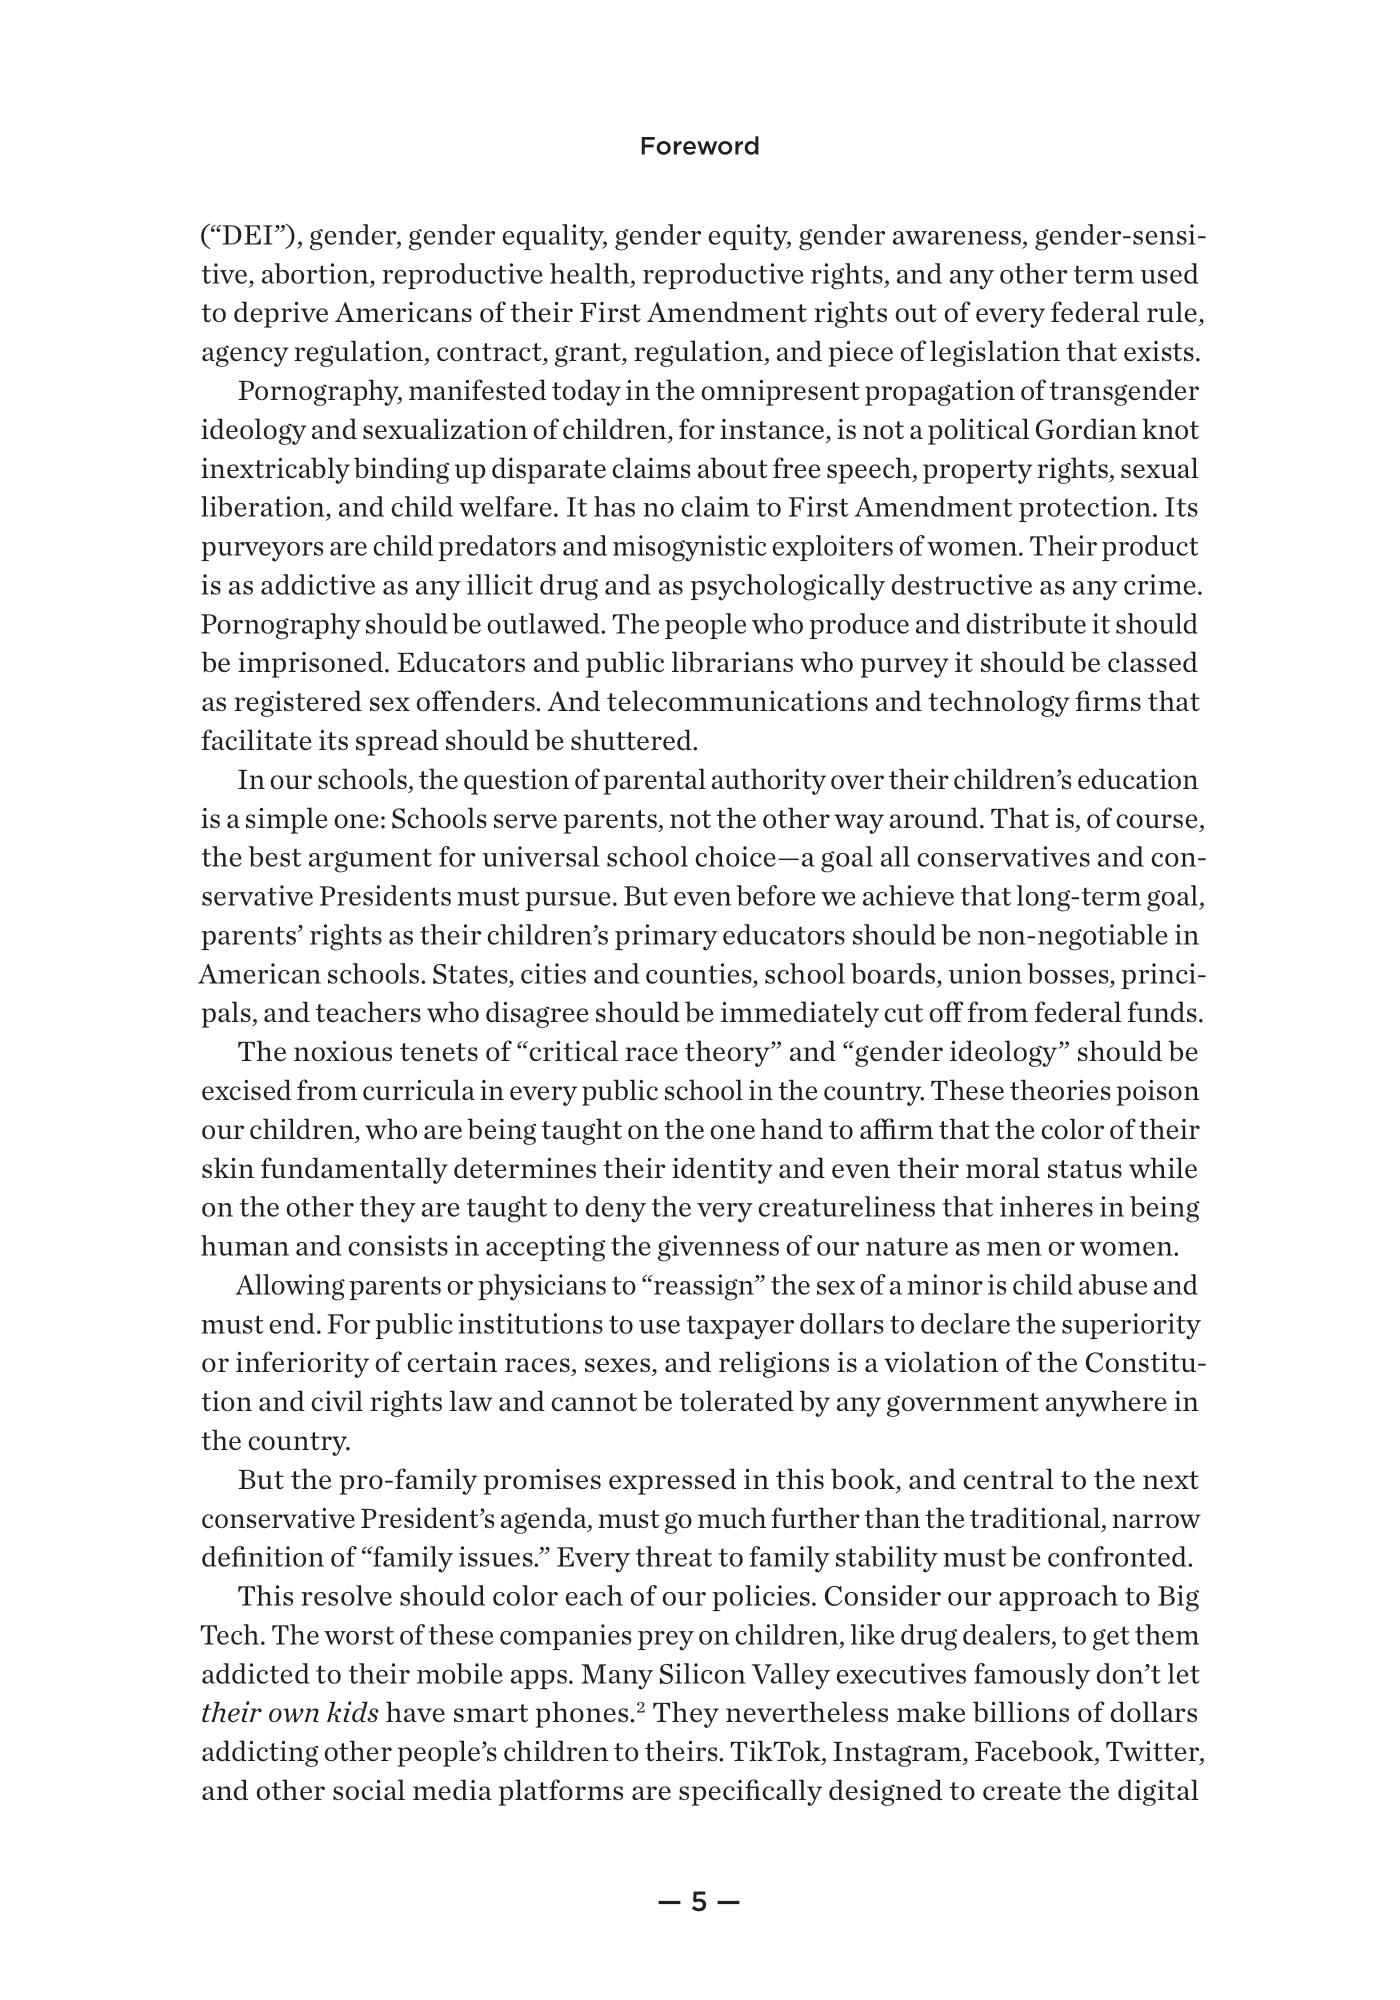 Foreword
(“DEI”), gender, gender equality, gender equity, gender awareness, gender-sensi-
tive, abortion, reproductive health, reproductive rights, and any other term used
to deprive Americans of their First Amendment rights out of every federal rule,
agency regulation, contract, grant, regulation, and piece of legislation that exists.
Pornography, manifested today in the omnipresent propagation of transgender
ideology and sexualization of children, for instance, is not a political Gordian knot
inextricably binding up disparate claims about free speech, property rights, sexual
liberation, and child welfare. It has no claim to First Amendment protection. Its
purveyors are child predators and misogynistic exploiters of women. Their product
is as addictive as any illicit drug and as psychologically destructive as any crime.
Pornography should be outlawed. The people who produce and distribute it should
be imprisoned. Educators and public librarians who purvey it should be classed
as registered sex offenders. And telecommunications and technology firms that
facilitate its spread should be shuttered.
In our schools, the question of parental authority over their children’s education
is a simple one: Schools serve parents, not the other way around. That is, of course,
the best argument for universal school choice—a goal all conservatives and con-
servative Presidents must pursue. But even before we achieve that long-term goal,
parents’ rights as their children’s primary educators should be non-negotiable in
American schools. States, cities and counties, school boards, union bosses, princi-
pals, and teachers who disagree should be immediately cut off from federal funds.
The noxious tenets of “critical race theory” and “gender ideology” should be
excised from curricula in every public school in the country. These theories poison
our children, who are being taught on the one hand to affirm that the color of their
skin fundamentally determines their identity and even their moral status while
on the other they are taught to deny the very creatureliness that inheres in being
human and consists in accepting the givenness of our nature as men or women.
Allowing parents or physicians to “reassign” the sex of a minor is child abuse and
must end. For public institutions to use taxpayer dollars to declare the superiority
or inferiority of certain races, sexes, and religions is a violation of the Constitu-
tion and civil rights law and cannot be tolerated by any government anywhere in
the country.
But the pro-family promises expressed in this book, and central to the next
conservative President’s agenda, must go much further than the traditional, narrow
definition of “family issues.” Every threat to family stability must be confronted.
This resolve should color each of our policies. Consider our approach to Big
Tech. The worst of these companies prey on children, like drug dealers, to get them
addicted to their mobile apps. Many Silicon Valley executives famously don’t let
their own kids have smart phones.² They nevertheless make billions of dollars
addicting other people’s children to theirs. TikTok, Instagram, Facebook, Twitter,
and other social media platforms are specifically designed to create the digital
— 5 —